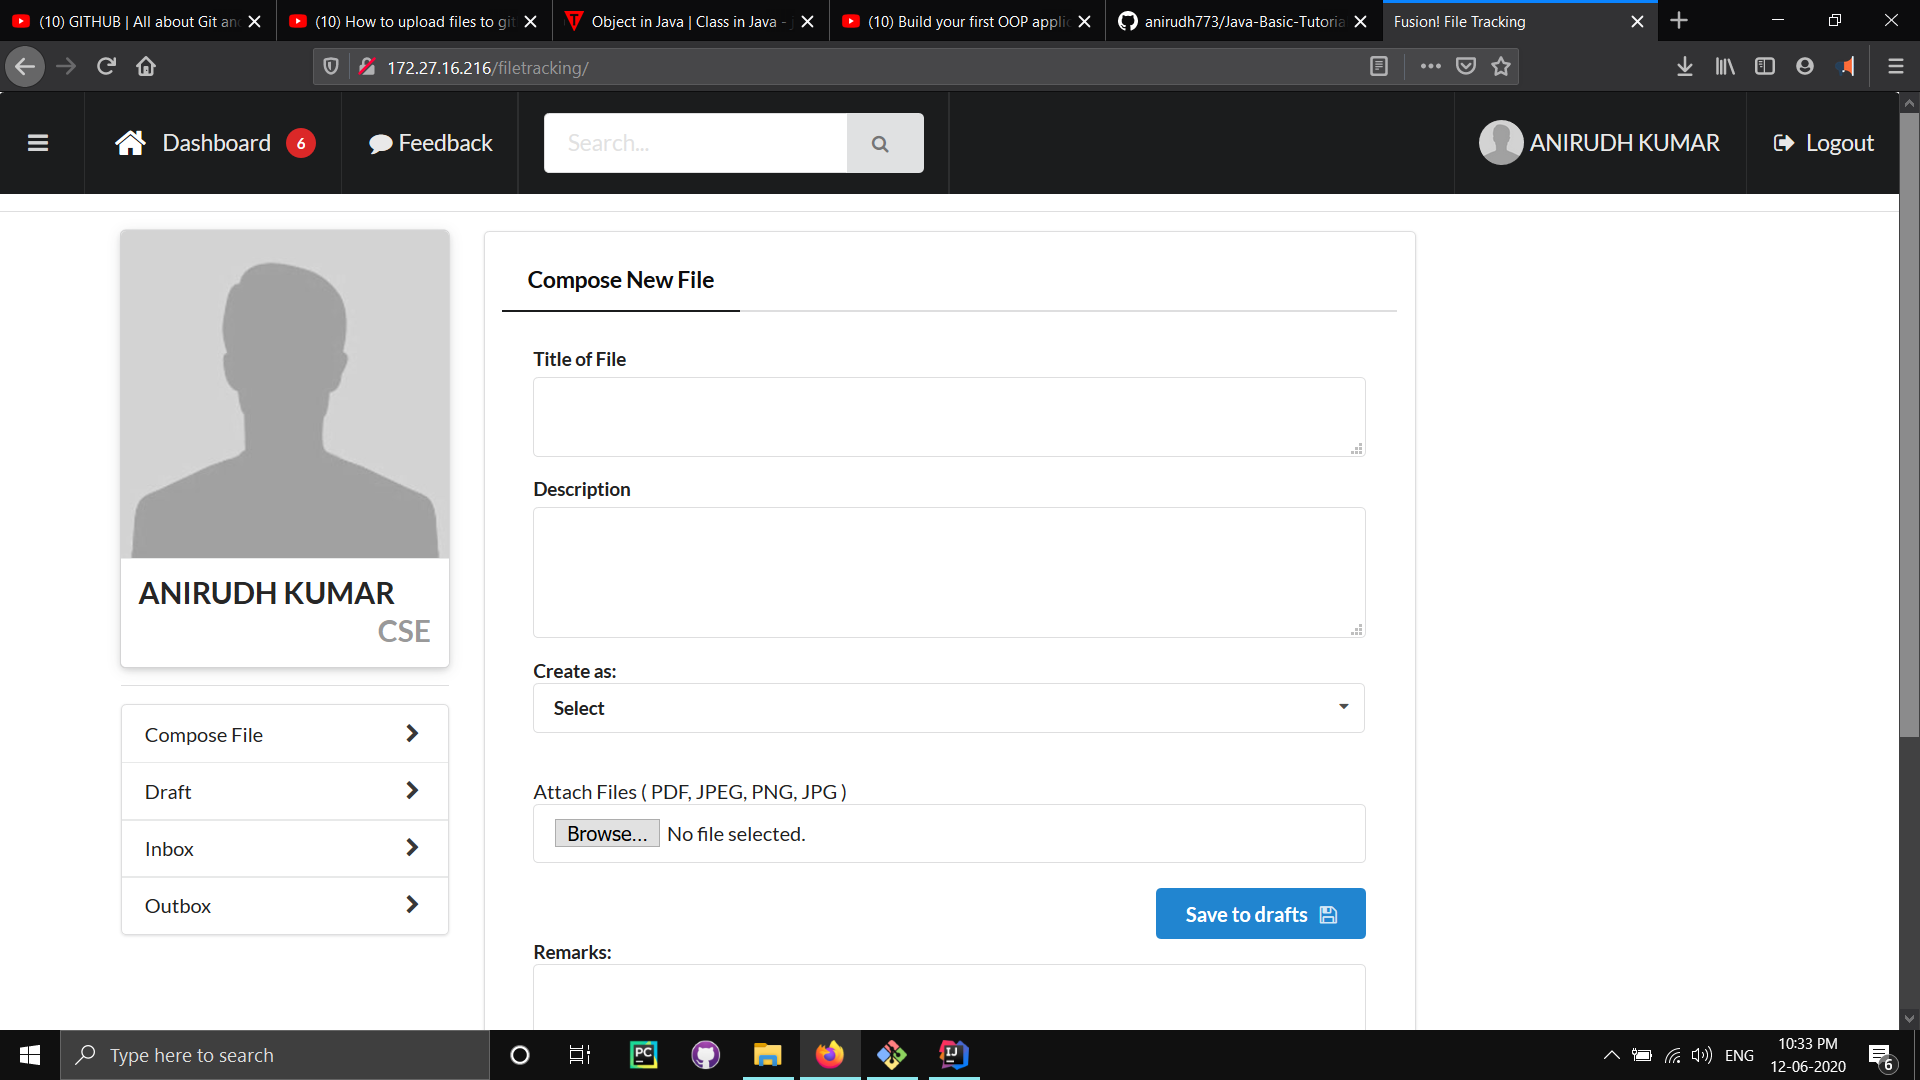 (10) GITHUB | All about Git an
(10) How to upload files to git
Object in Java | Class in Java - j
(10) Build your first OOP applic
anirudh773/Java-Basic-Tutoria
Fusion! File Tracking
172.27.16.216/filetracking/
Dashboard 6
Feedback
Search...
ANIRUDH KUMAR
Logout
ANIRUDH KUMAR
CSE
Compose File
Draft
Inbox
Outbox
Compose New File
Title of File
Description
Create as:
Select
Attach Files ( PDF, JPEG, PNG, JPG )
Browse... No file selected.
Save to drafts
Remarks:
Type here to search
PC
IJ
ENG
10:33 PM
12-06-2020
6